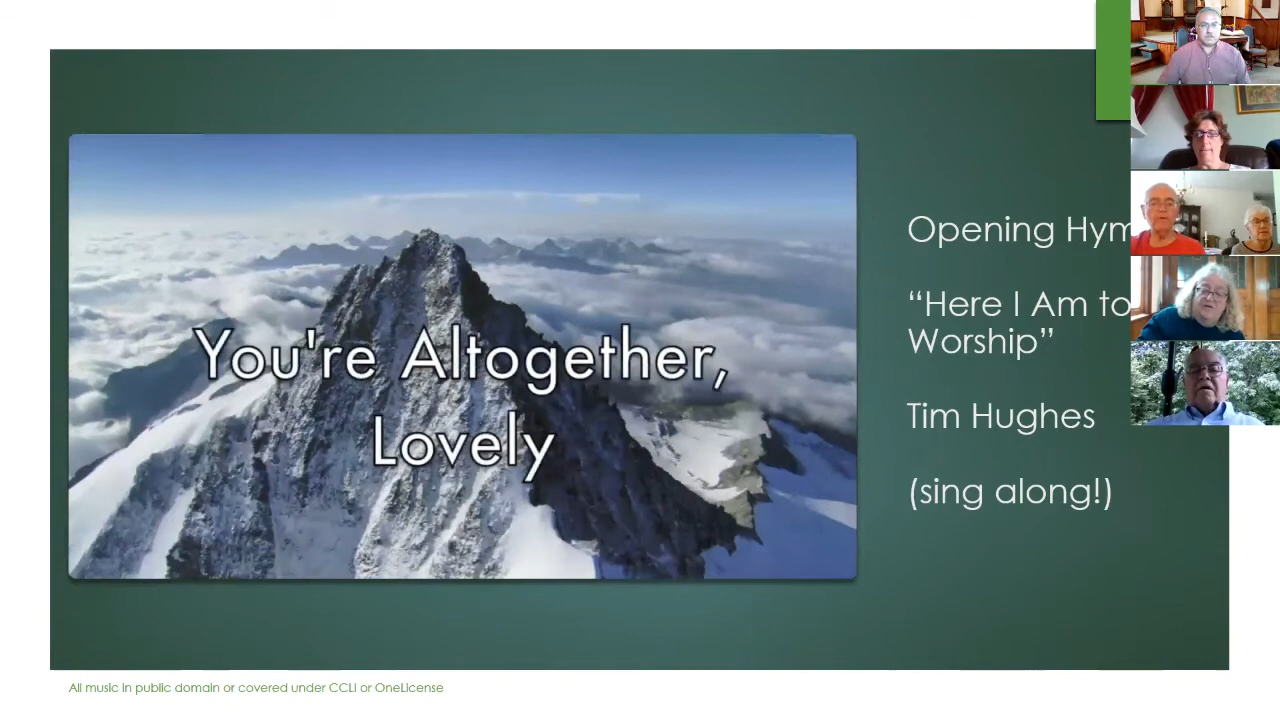 You're Altogether,
Lovely
Opening Hym
“Here I Am to
Worship”
Tim Hughes
(sing along!)
All music in public domain or covered under CCLI or OneLicense